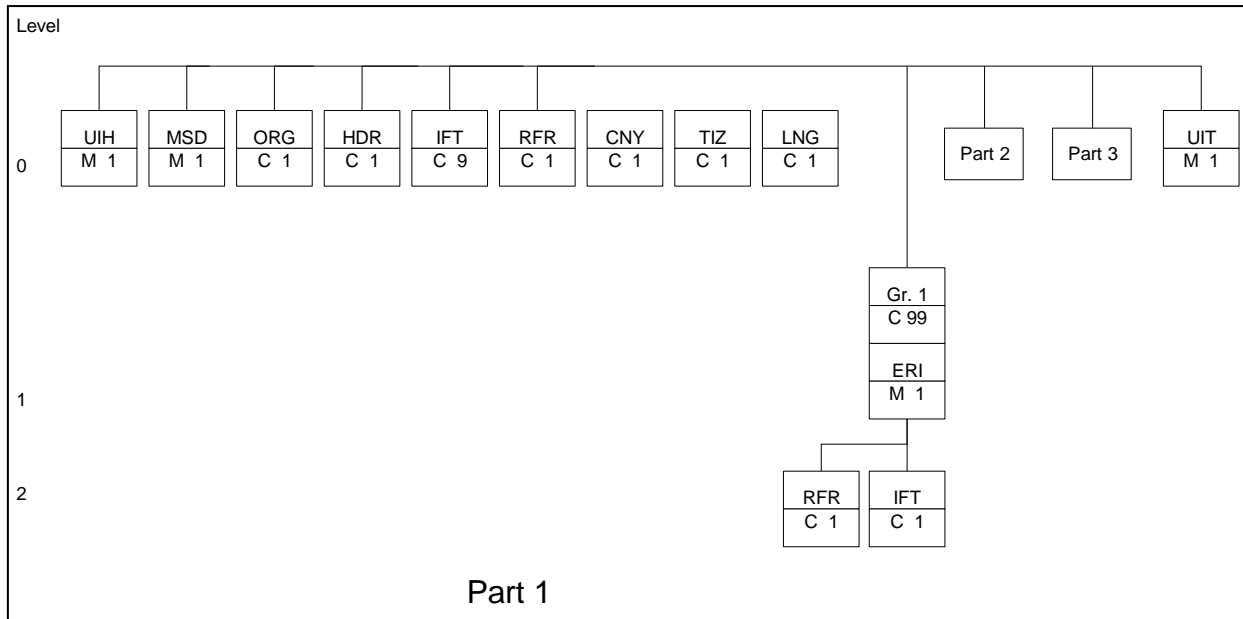 Level
UIH MSD ORG HDR IFT RFR CNY TIZ LNG UIT
0 M 1 M 1 C 1 C 1 C 9 C 1 C 1 C 1 C 1 Part 2 Part 3 M 1
Gr. 1
C 99
ERI
1 M 1
2 RFR IFT
C 1 C 1
Part 1